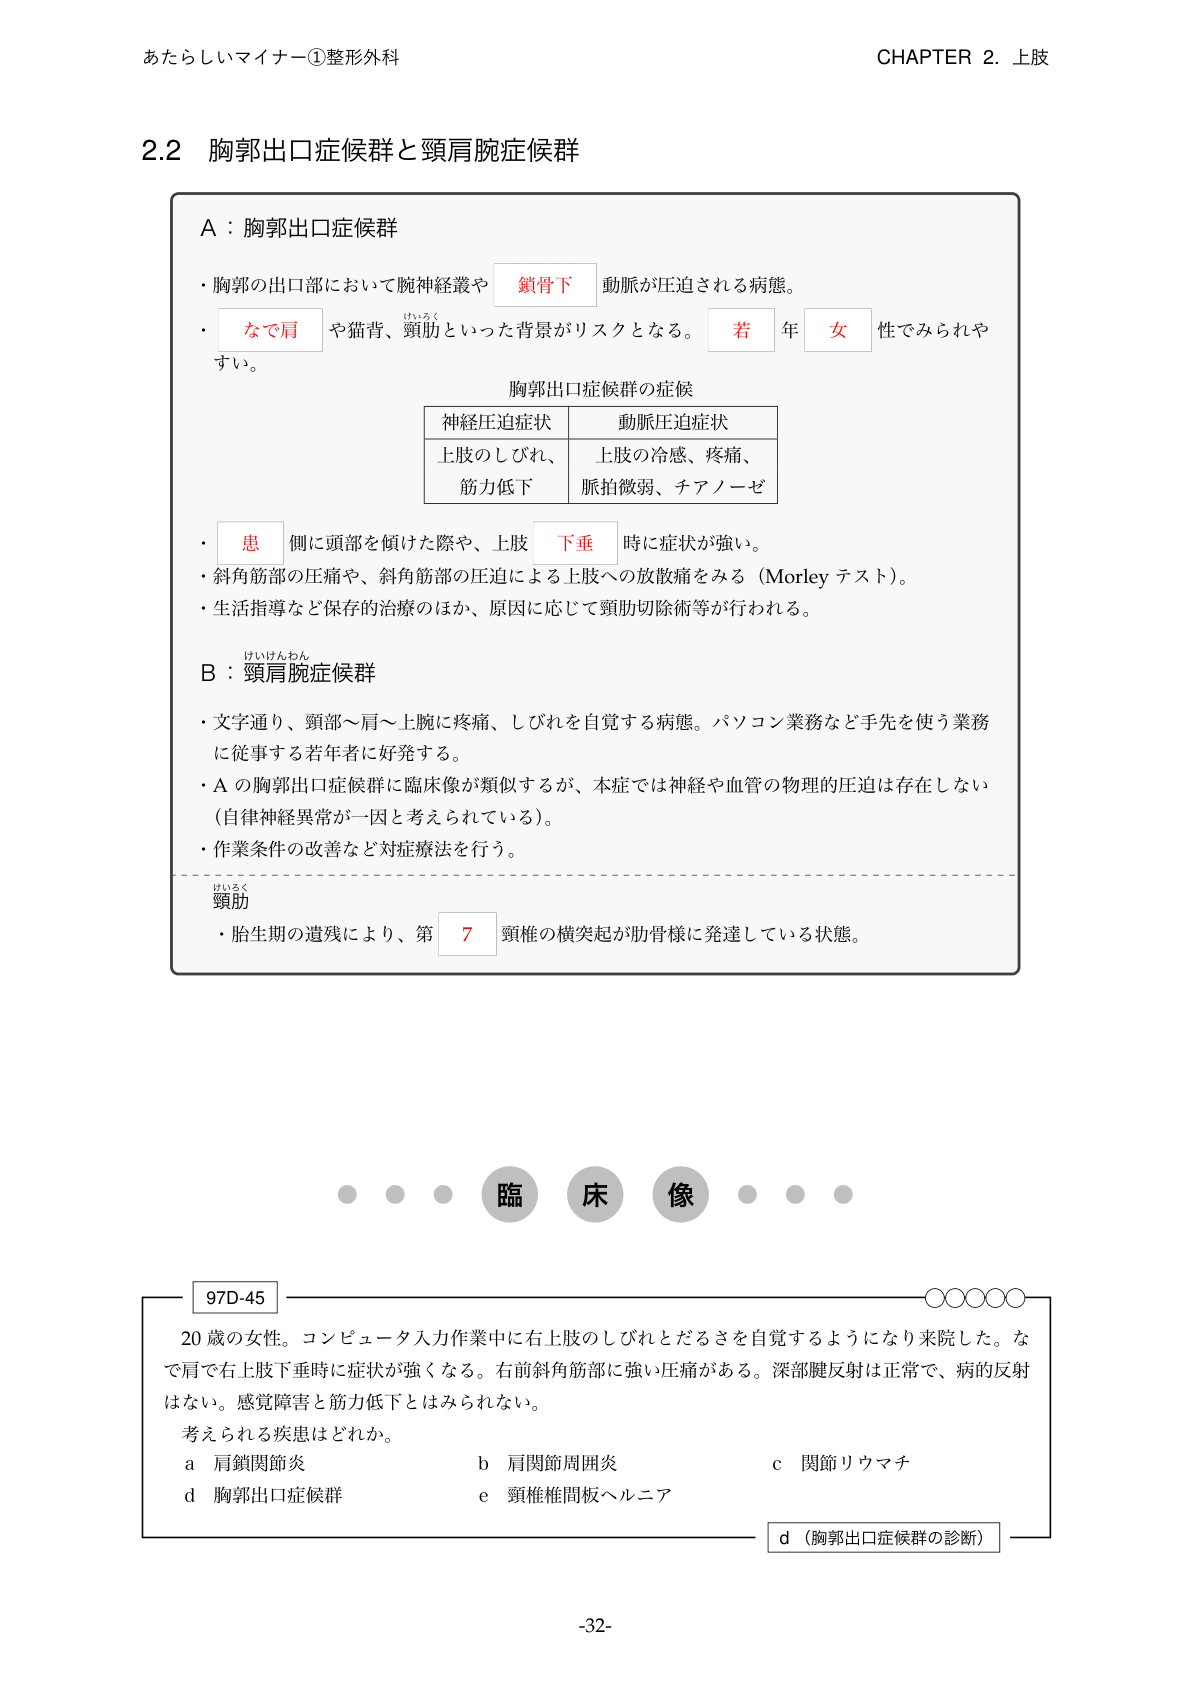 あたらしいマイナー①整形外科
CHAPTER 2. 上肢
2.2 胸郭出口症候群と頸肩腕症候群
A：胸郭出口症候群
・胸郭の出口部において腕神経叢や 鎖骨下 動脈が圧迫される病態。
けいろく
・ なで肩 や猫背、頸肋といった背景がリスクとなる。 若 年 女 性でみられや
すい。
胸郭出口症候群の症候
神経圧迫症状 動脈圧迫症状
上肢のしびれ、 上肢の冷感、疼痛、
筋力低下 脈拍微弱、チアノーゼ
・ 患 側に頭部を傾けた際や、上肢 下垂 時に症状が強い。
・斜角筋部の圧痛や、斜角筋部の圧迫による上肢への放散痛をみる（Morley テスト）。
・生活指導など保存的治療のほか、原因に応じて頸肋切除術等が行われる。
けいけんわん
B：頸肩腕症候群
・文字通り、頸部〜肩〜上腕に疼痛、しびれを自覚する病態。パソコン業務など手先を使う業務
に従事する若年者に好発する。
・A の胸郭出口症候群に臨床像が類似するが、本症では神経や血管の物理的圧迫は存在しない
（自律神経異常が一因と考えられている）。
・作業条件の改善など対症療法を行う。
けいろく
頸肋
・胎生期の遺残により、第 7 頸椎の横突起が肋骨様に発達している状態。
臨 床 像
97D-45
20 歳の女性。コンピュータ入力作業中に右上肢のしびれとだるさを自覚するようになり来院した。な
で肩で右上肢下垂時に症状が強くなる。右前斜角筋部に強い圧痛がある。深部腱反射は正常で、病的反射
はない。感覚障害と筋力低下とはみられない。
考えられる疾患はどれか。
a 肩鎖関節炎 b 肩関節周囲炎 c 関節リウマチ
d 胸郭出口症候群 e 頸椎椎間板ヘルニア
d （胸郭出口症候群の診断）
-32-